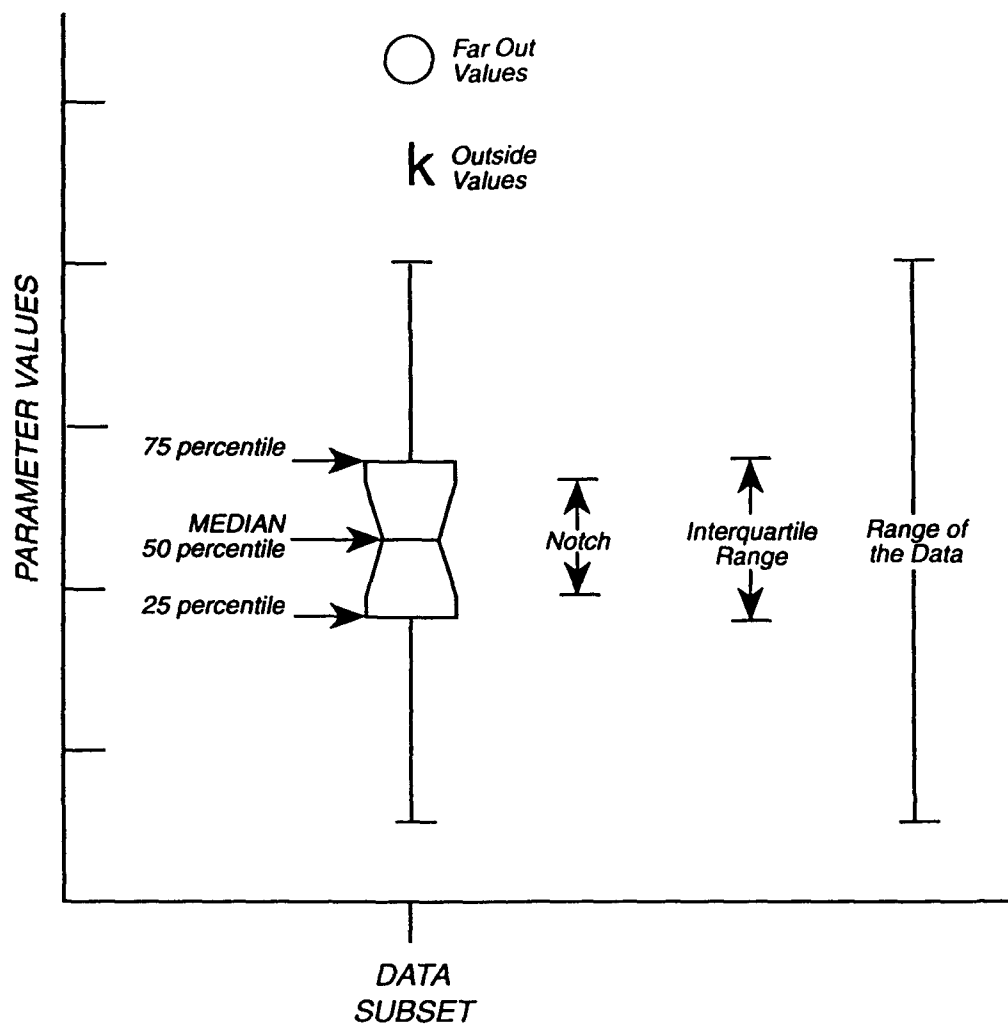 Far Out
Values
k
Outside
Values
PARAMETER VALUES
75 percentile
MEDIAN
50 percentile
25 percentile
Notch
Interquartile
Range
Range of
the Data
DATA
SUBSET